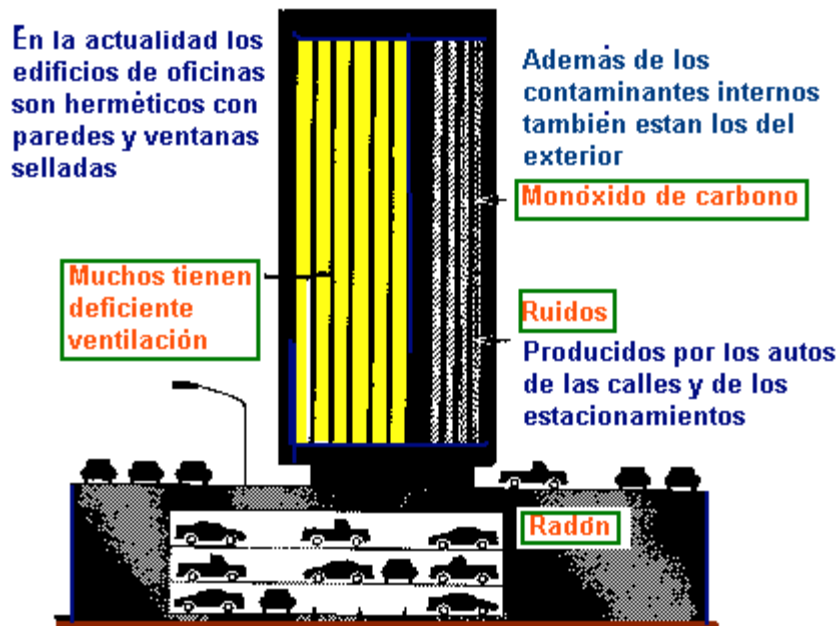 En la actualidad los
edificios de oficinas
son herméticos con
paredes y ventanas
selladas
Además de los
contaminantes internos
también estan los del
exterior
Monóxido de carbono
Muchos tienen
deficiente
ventilación
Ruidos
Producidos por los autos
de las calles y de los
estacionamientos
Radón